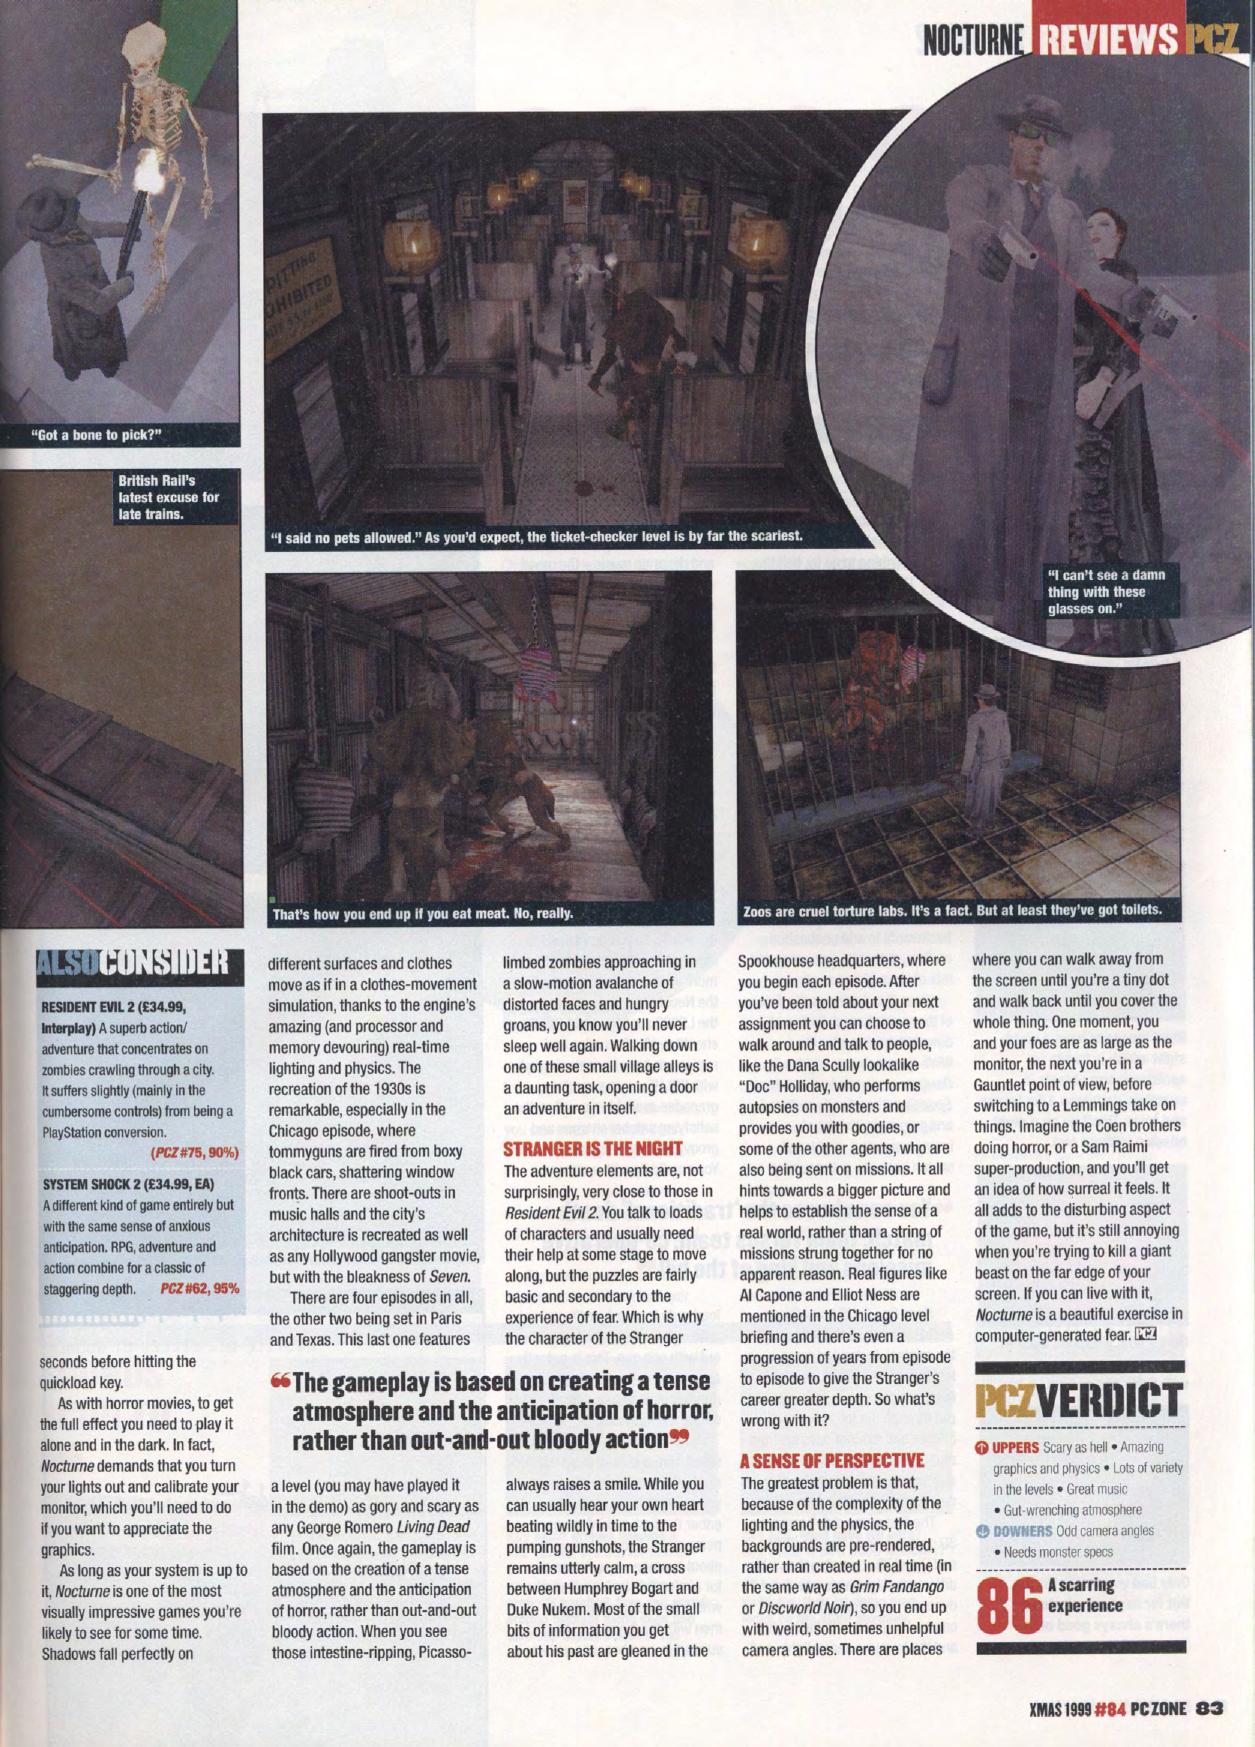 NOCTURNE REVIEWS PCZ
"Got a bone to pick?"
British Rail's
latest excuse for
late trains.
PITTING
OHIBITED
"I said no pets allowed." As you'd expect, the ticket-checker level is by far the scariest.
"I can't see a damn
thing with these
glasses on."
That's how you end up if you eat meat. No, really.
Zoos are cruel torture labs. It's a fact. But at least they've got toilets.
ALSO CONSIDER
RESIDENT EVIL 2 (£34.99,
Interplay) A superb action/
adventure that concentrates on
zombies crawling through a city.
It suffers slightly (mainly in the
cumbersome controls) from being a
PlayStation conversion.
(PCZ #75, 90%)
SYSTEM SHOCK 2 (£34.99, EA)
A different kind of game entirely but
with the same sense of anxious
anticipation. RPG, adventure and
action combine for a classic of
staggering depth. PCZ #62, 95%
seconds before hitting the
quickload key.
As with horror movies, to get
the full effect you need to play it
alone and in the dark. In fact,
Nocturne demands that you turn
your lights out and calibrate your
monitor, which you'll need to do
if you want to appreciate the
graphics.
As long as your system is up to
it, Nocturne is one of the most
visually impressive games you're
likely to see for some time.
Shadows fall perfectly on
different surfaces and clothes
move as if in a clothes-movement
simulation, thanks to the engine's
amazing (and processor and
memory devouring) real-time
lighting and physics. The
recreation of the 1930s is
remarkable, especially in the
Chicago episode, where
tommyguns are fired from boxy
black cars, shattering window
fronts. There are shoot-outs in
music halls and the city's
architecture is recreated as well
as any Hollywood gangster movie,
but with the bleakness of Seven.
There are four episodes in all,
the other two being set in Paris
and Texas. This last one features
"The gameplay is based on creating a tense
atmosphere and the anticipation of horror,
rather than out-and-out bloody action"
a level (you may have played it
in the demo) as gory and scary as
any George Romero Living Dead
film. Once again, the gameplay is
based on the creation of a tense
atmosphere and the anticipation
of horror, rather than out-and-out
bloody action. When you see
those intestine-ripping, Picasso-
limbed zombies approaching in
a slow-motion avalanche of
distorted faces and hungry
groans, you know you'll never
sleep well again. Walking down
one of these small village alleys is
a daunting task, opening a door
an adventure in itself.
STRANGER IS THE NIGHT
The adventure elements are, not
surprisingly, very close to those in
Resident Evil 2. You talk to loads
of characters and usually need
their help at some stage to move
along, but the puzzles are fairly
basic and secondary to the
experience of fear. Which is why
the character of the Stranger
always raises a smile. While you
can usually hear your own heart
beating wildly in time to the
pumping gunshots, the Stranger
remains utterly calm, a cross
between Humphrey Bogart and
Duke Nukem. Most of the small
bits of information you get
about his past are gleaned in the
Spookhouse headquarters, where
you begin each episode. After
you've been told about your next
assignment you can choose to
walk around and talk to people,
like the Dana Scully lookalike
"Doc" Holliday, who performs
autopsies on monsters and
provides you with goodies, or
some of the other agents, who are
also being sent on missions. It all
hints towards a bigger picture and
helps to establish the sense of a
real world, rather than a string of
missions strung together for no
apparent reason. Real figures like
Al Capone and Elliot Ness are
mentioned in the Chicago level
briefing and there's even a
progression of years from episode
to episode to give the Stranger's
career greater depth. So what's
wrong with it?
A SENSE OF PERSPECTIVE
The greatest problem is that,
because of the complexity of the
lighting and the physics, the
backgrounds are pre-rendered,
rather than created in real time (in
the same way as Grim Fandango
or Discworld Noir), so you end up
with weird, sometimes unhelpful
camera angles. There are places
where you can walk away from
the screen until you're a tiny dot
and walk back until you cover the
whole thing. One moment, you
and your foes are as large as the
monitor, the next you're in a
Gauntlet point of view, before
switching to a Lemmings take on
things. Imagine the Coen brothers
doing horror, or a Sam Raimi
super-production, and you'll get
an idea of how surreal it feels. It
all adds to the disturbing aspect
of the game, but it's still annoying
when you're trying to kill a giant
beast on the far edge of your
screen. If you can live with it,
Nocturne is a beautiful exercise in
computer-generated fear. PCZ
PCZ VERDICT
UPPERS Scary as hell • Amazing
graphics and physics • Lots of variety
in the levels • Great music
• Gut-wrenching atmosphere
DOWNERS Odd camera angles
• Needs monster specs
86 A scarring
experience
XMAS 1999 #84 PC ZONE 83